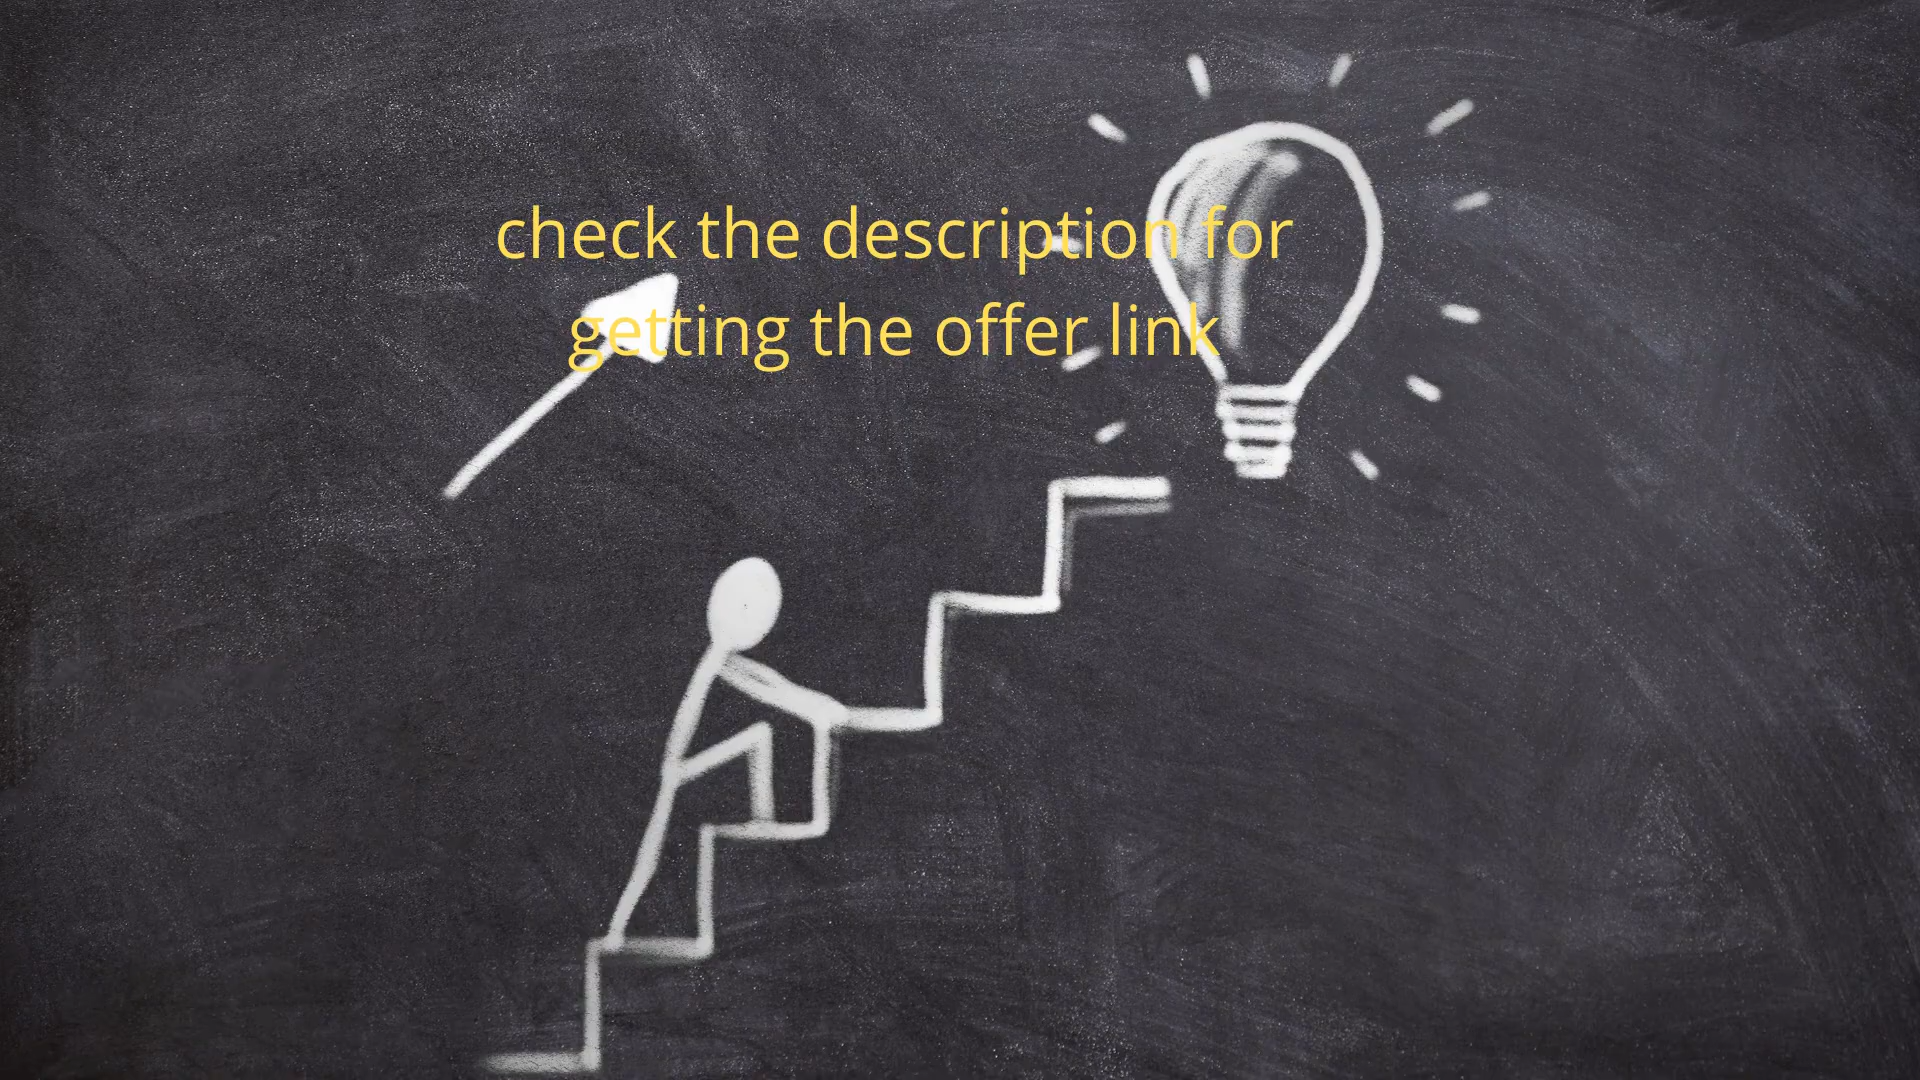 check the description for
getting the offer link